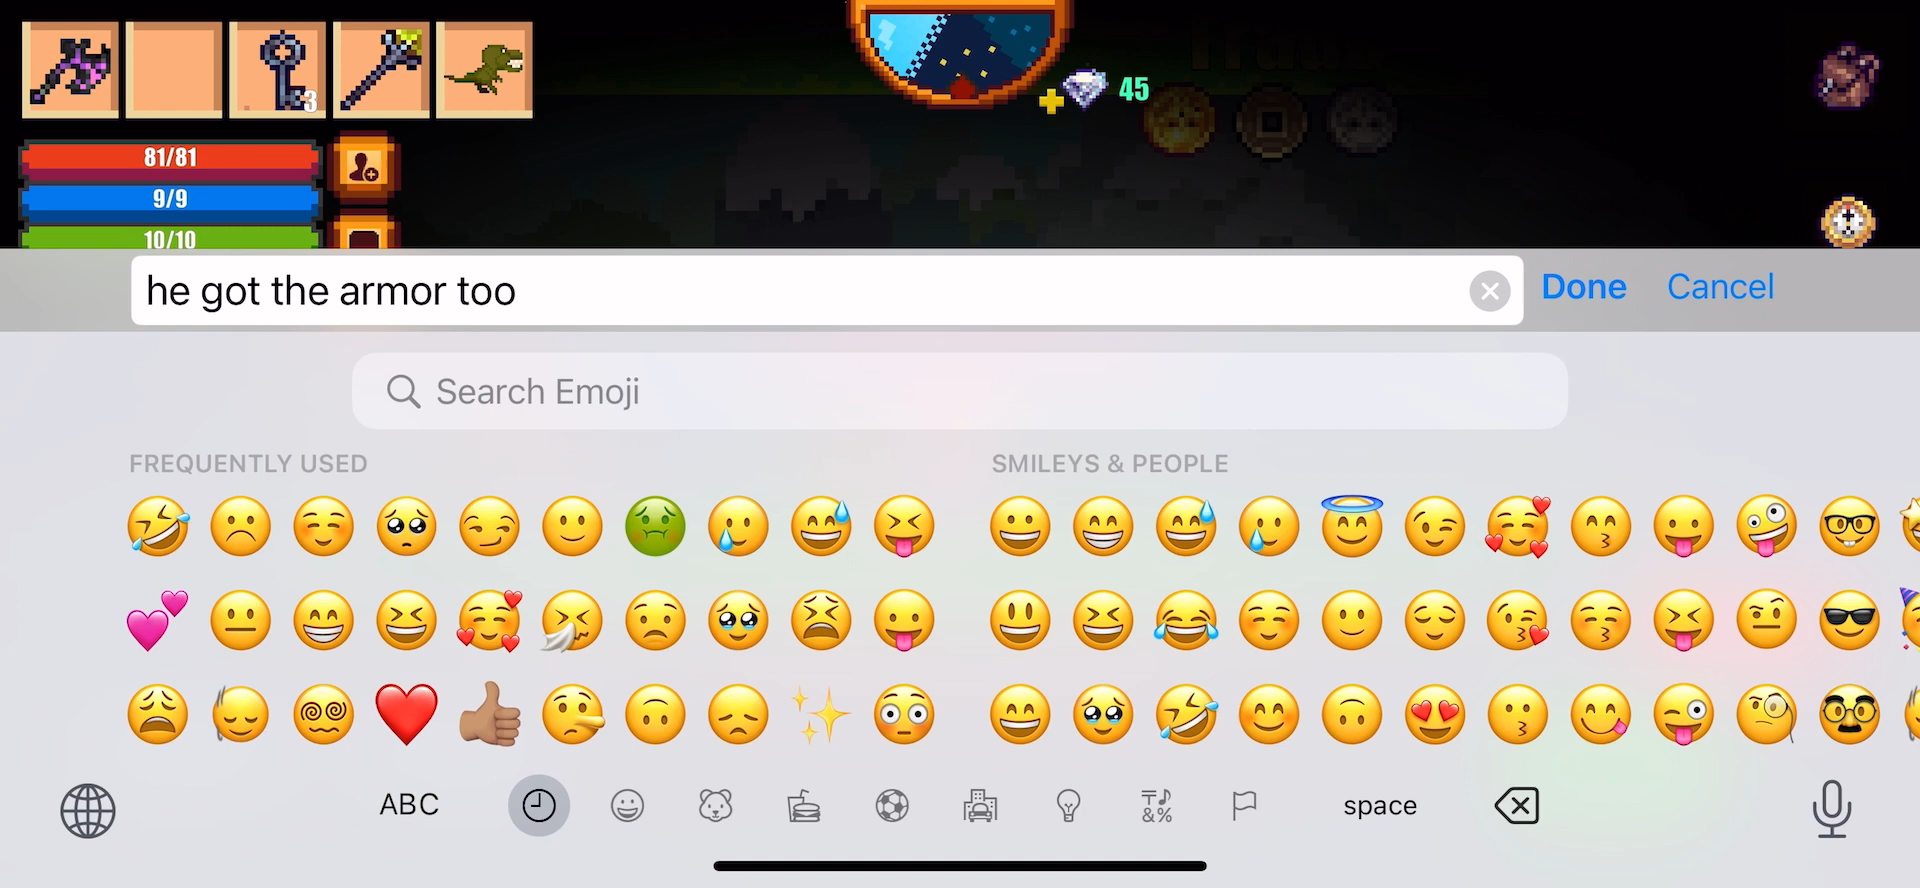 3
45
81/81
9/9
10/10
he got the armor too
Done
Cancel
Search Emoji
FREQUENTLY USED
SMILEYS & PEOPLE
ABC
space